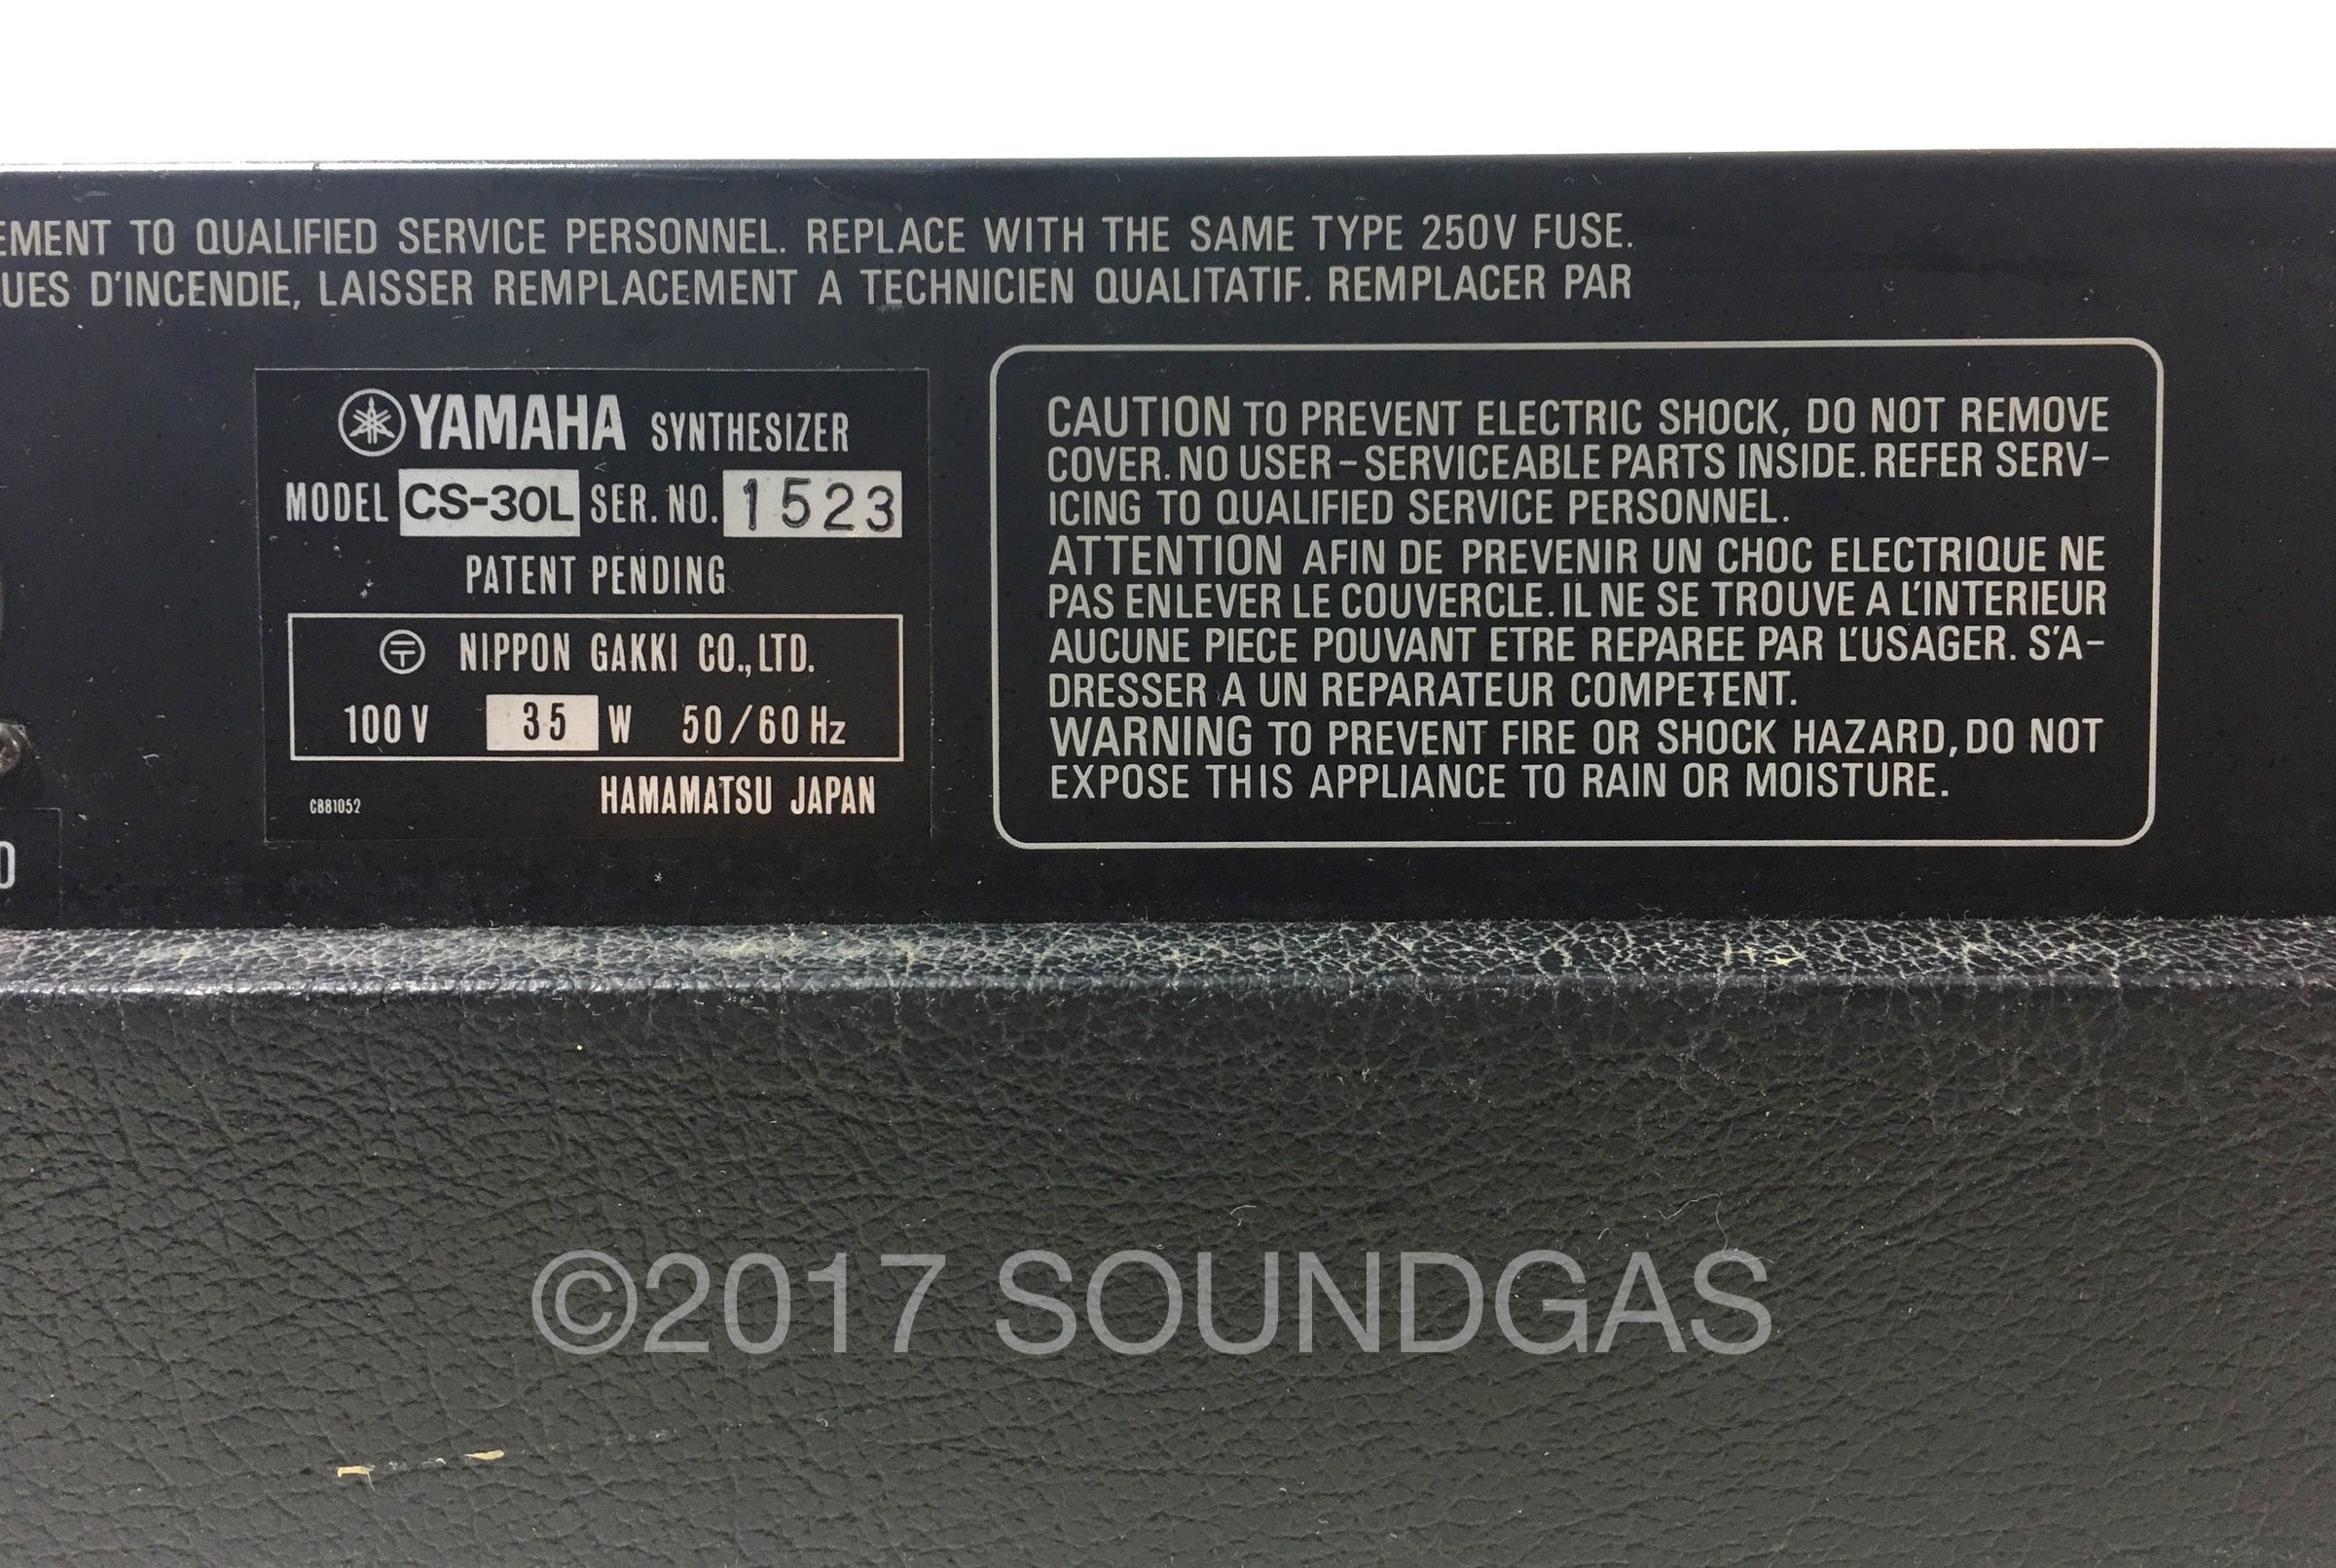 EMENT TO QUALIFIED SERVICE PERSONNEL. REPLACE WITH THE SAME TYPE 250V FUSE.
UES D'INCENDIE, LAISSER REMPLACEMENT A TECHNICIEN QUALITATIF. REMPLACER PAR
YAMAHA SYNTHESIZER
MODEL CS-30L SER. NO. 1523
PATENT PENDING
NIPPON GAKKI CO., LTD.
100V 35 W 50/60 Hz
HAMAMATSU JAPAN
CB81052
CAUTION TO PREVENT ELECTRIC SHOCK, DO NOT REMOVE
COVER. NO USER-SERVICEABLE PARTS INSIDE. REFER SERV-
ICING TO QUALIFIED SERVICE PERSONNEL.
ATTENTION AFIN DE PREVENIR UN CHOC ELECTRIQUE NE
PAS ENLEVER LE COUVERCLE. IL NE SE TROUVE A L'INTERIEUR
AUCUNE PIECE POUVANT ETRE REPAREE PAR L'USAGER. S'A-
DRESSER A UN REPARATEUR COMPETENT.
WARNING TO PREVENT FIRE OR SHOCK HAZARD, DO NOT
EXPOSE THIS APPLIANCE TO RAIN OR MOISTURE.
©2017 SOUNDGAS